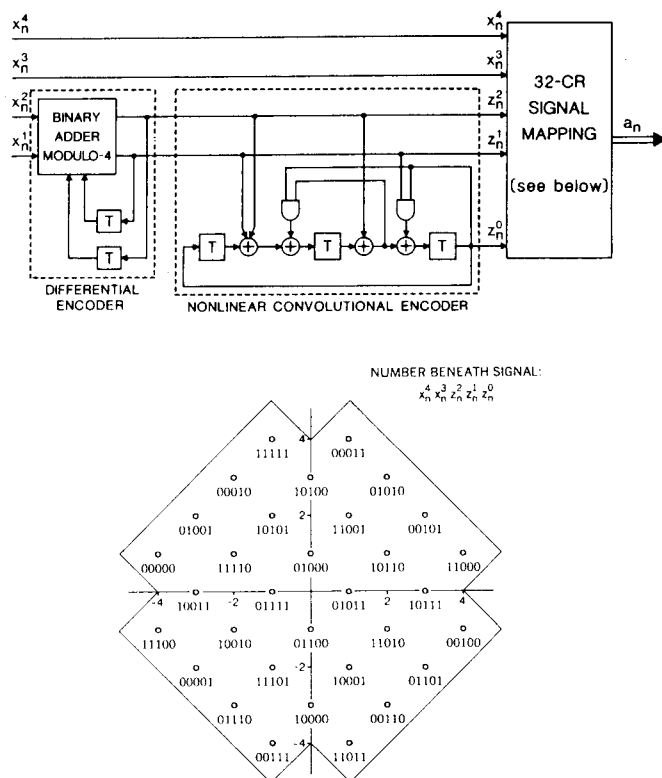 x_n^4 x_n^4
x_n^3 x_n^3
x_n^2 z_n^2
x_n^1 z_n^1
z_n^0
BINARY
ADDER
MODULO-4
T
T
T
T
T
DIFFERENTIAL
ENCODER
NONLINEAR CONVOLUTIONAL ENCODER
32-CR
SIGNAL
MAPPING
(see below)
a_n
NUMBER BENEATH SIGNAL:
x_n^4 x_n^3 z_n^2 z_n^1 z_n^0
4
11111 00011
00010 10100 01010
2
01001 10101 11001 00101
00000 11110 01000 10110 11000
-4 -2 2 4
10011 01111 01011 10111
11100 10010 01100 11010 00100
-2
00001 11101 10001 01101
01110 10000 00110
-4
00111 11011